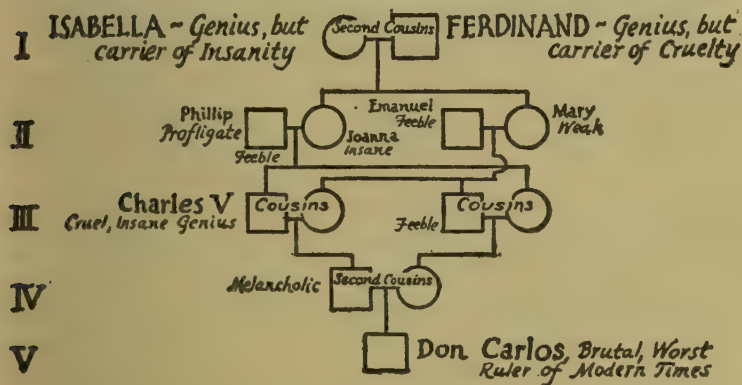 I
ISABELLA ~ Genius, but
carrier of Insanity
Second Cousins
FERDINAND ~ Genius, but
carrier of Cruelty
II
Phillip
Profligate
Feeble
Joanna
Insane
Emanuel
Feeble
Mary
Weak
III
Charles V
Cruel, Insane Genius
Cousins
Feeble
Cousins
IV
Melancholic
Second Cousins
V
Don Carlos, Brutal, Worst
Ruler of Modern Times